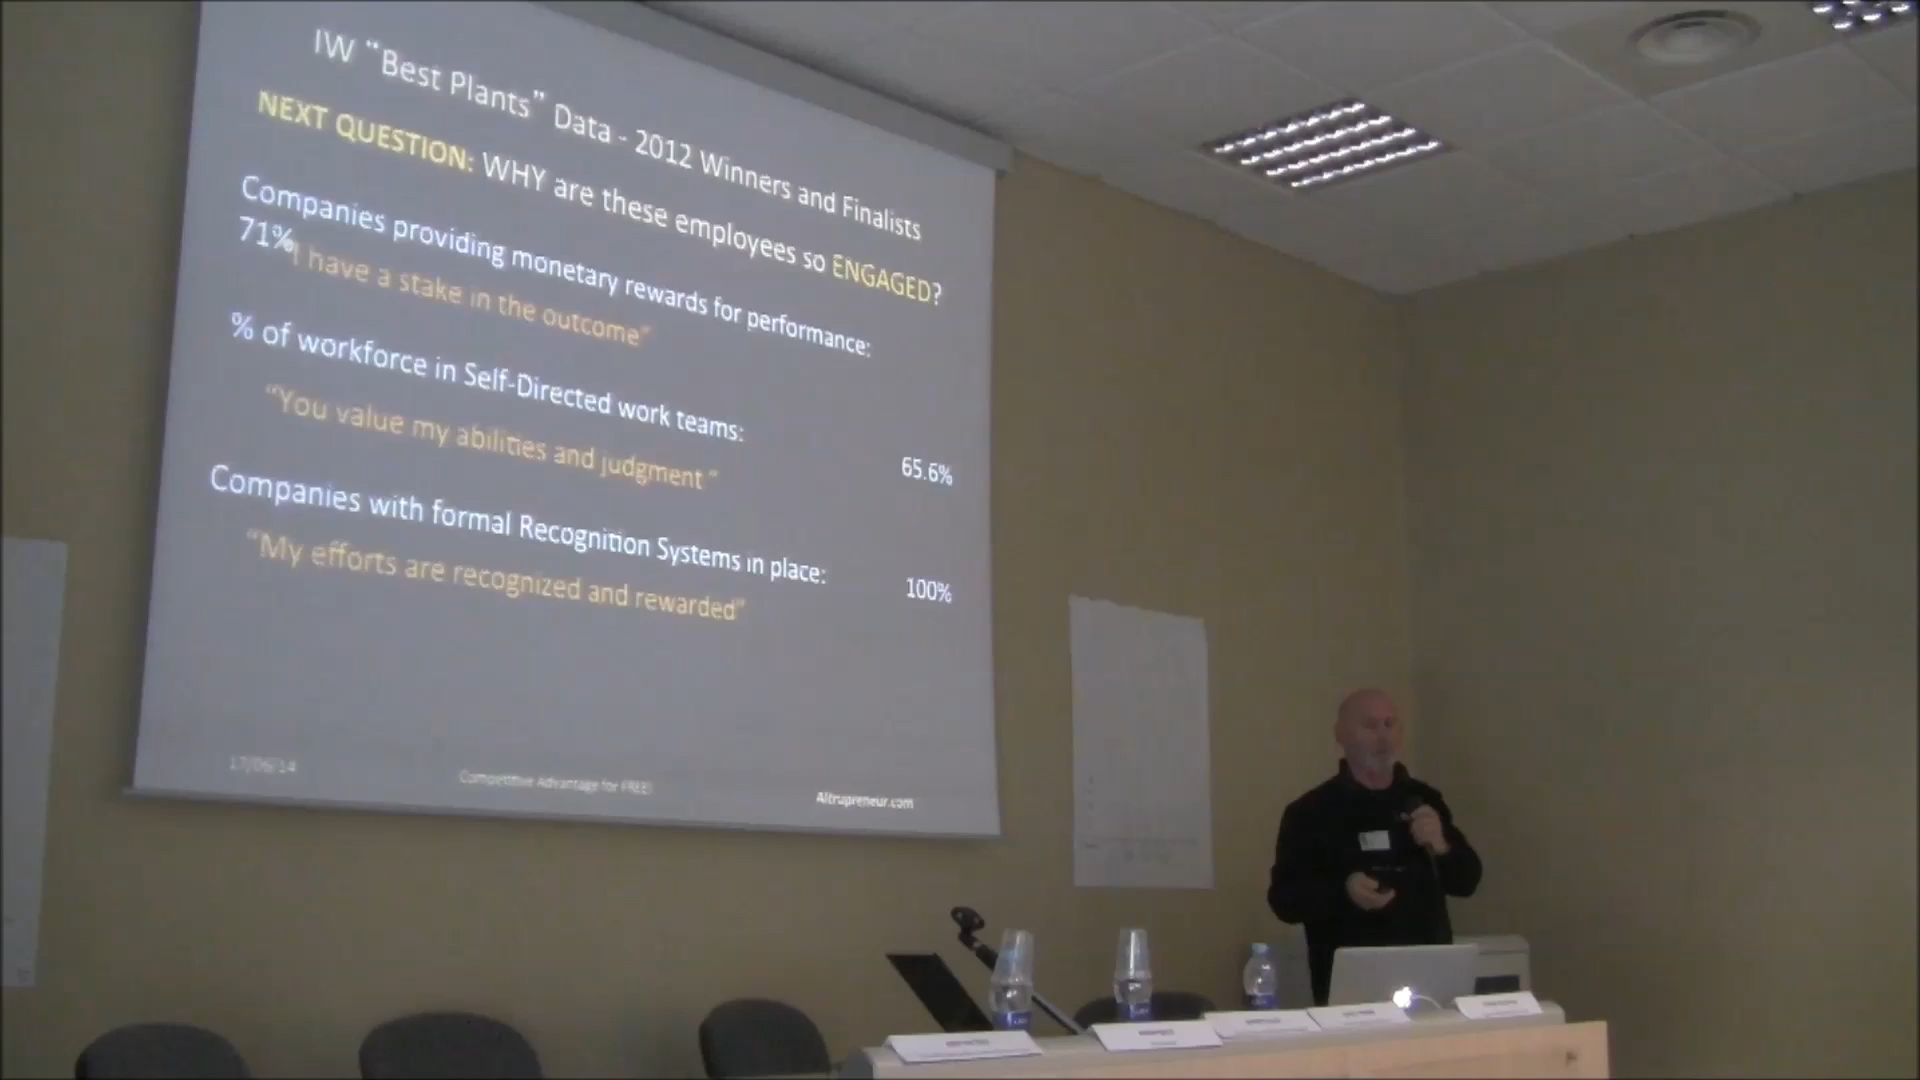 IW “Best Plants” Data - 2012 Winners and Finalists
NEXT QUESTION: WHY are these employees so ENGAGED?
Companies providing monetary rewards for performance:
71%
I have a stake in the outcome”
% of workforce in Self-Directed work teams:
65.6%
“You value my abilities and judgment ”
Companies with formal Recognition Systems in place:
100%
“My efforts are recognized and rewarded”
17/06/14
Competitive Advantage for FREE!
Altrupreneur.com